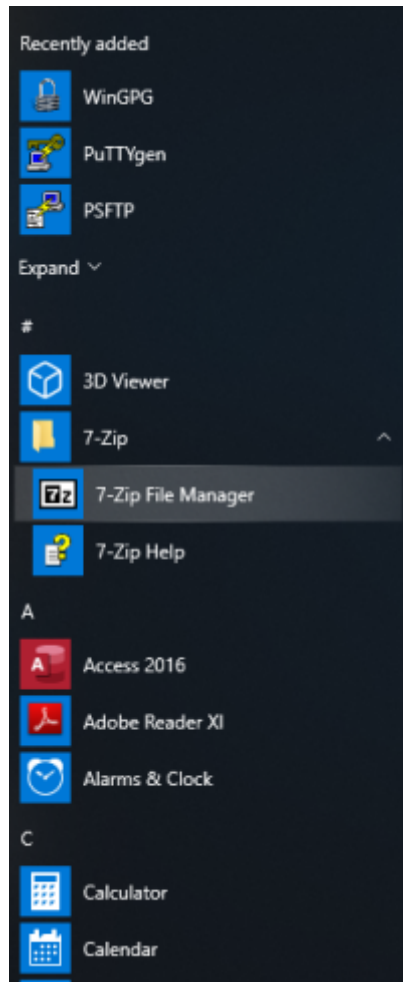 Recently added
WinGPG
PuTTYgen
PSFTP
Expand
#
3D Viewer
7-Zip
7z
7-Zip File Manager
7-Zip Help
A
A
Access 2016
Adobe Reader XI
Alarms & Clock
C
Calculator
Calendar